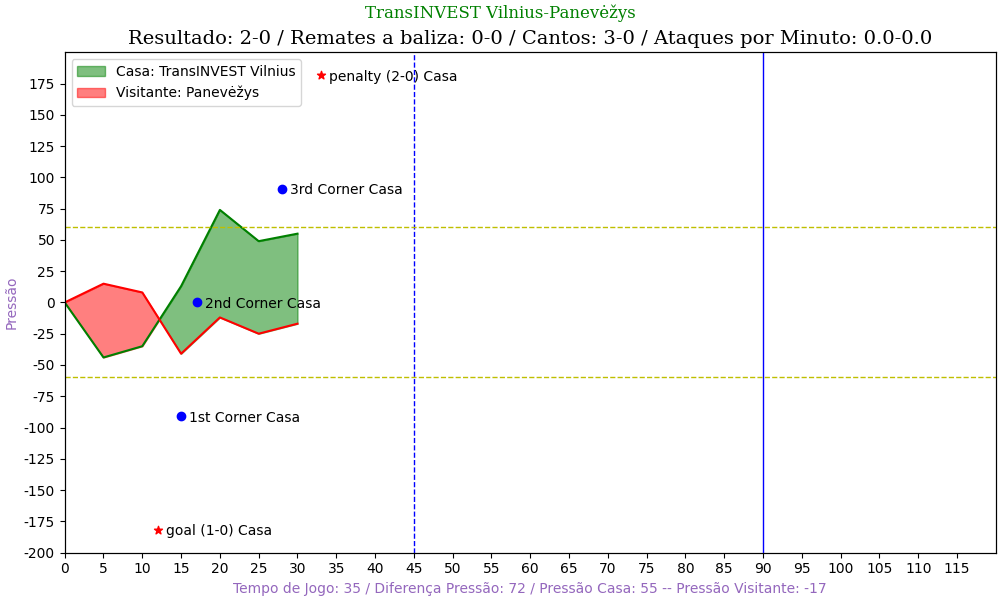 TransINVEST Vilnius-Panevėžys
Resultado: 2-0 / Remates a baliza: 0-0 / Cantos: 3-0 / Ataques por Minuto: 0.0-0.0
Casa: TransINVEST Vilnius
Visitante: Panevėžys
penalty (2-0) Casa
3rd Corner Casa
2nd Corner Casa
1st Corner Casa
goal (1-0) Casa
Pressão
175
150
125
100
75
50
25
0
-25
-50
-75
-100
-125
-150
-175
-200
0 5 10 15 20 25 30 35 40 45 50 55 60 65 70 75 80 85 90 95 100 105 110 115
Tempo de Jogo: 35 / Diferença Pressão: 72 / Pressão Casa: 55 -- Pressão Visitante: -17